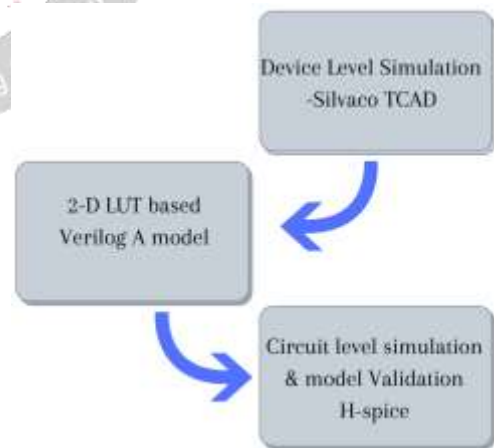 Device Level Simulation
-Silvaco TCAD
2-D LUT based
Verilog A model
Circuit level simulation
& model Validation
H-spice